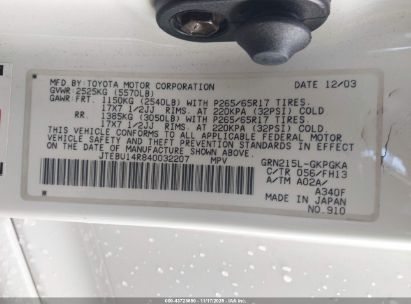 MFD.BY:TOYOTA MOTOR CORPORATION 12/03
GVWR: 2525KG (5570LB)
GAWR: FRT. 1150KG (2540LB) WITH P265/65R17 TIRES.
17X7 1/2JJ RIMS. AT 220KPA (32PSI) COLD
RR. 1385KG (3050LB) WITH P265/65R17 TIRES.
17X7 1/2JJ RIMS. AT 220KPA (32PSI) COLD
THIS VEHICLE CONFORMS TO ALL APPLICABLE FEDERAL MOTOR
VEHICLE SAFETY AND THEFT PREVENTION STANDARDS IN EFFECT
ON THE DATE OF MANUFACTURE SHOWN ABOVE.
JTEBU14R840032207 MPV GRN215L-GKPGKA
C/TR 056/FH13
A/TM A02A/
A340F
MADE IN JAPAN
NO.910